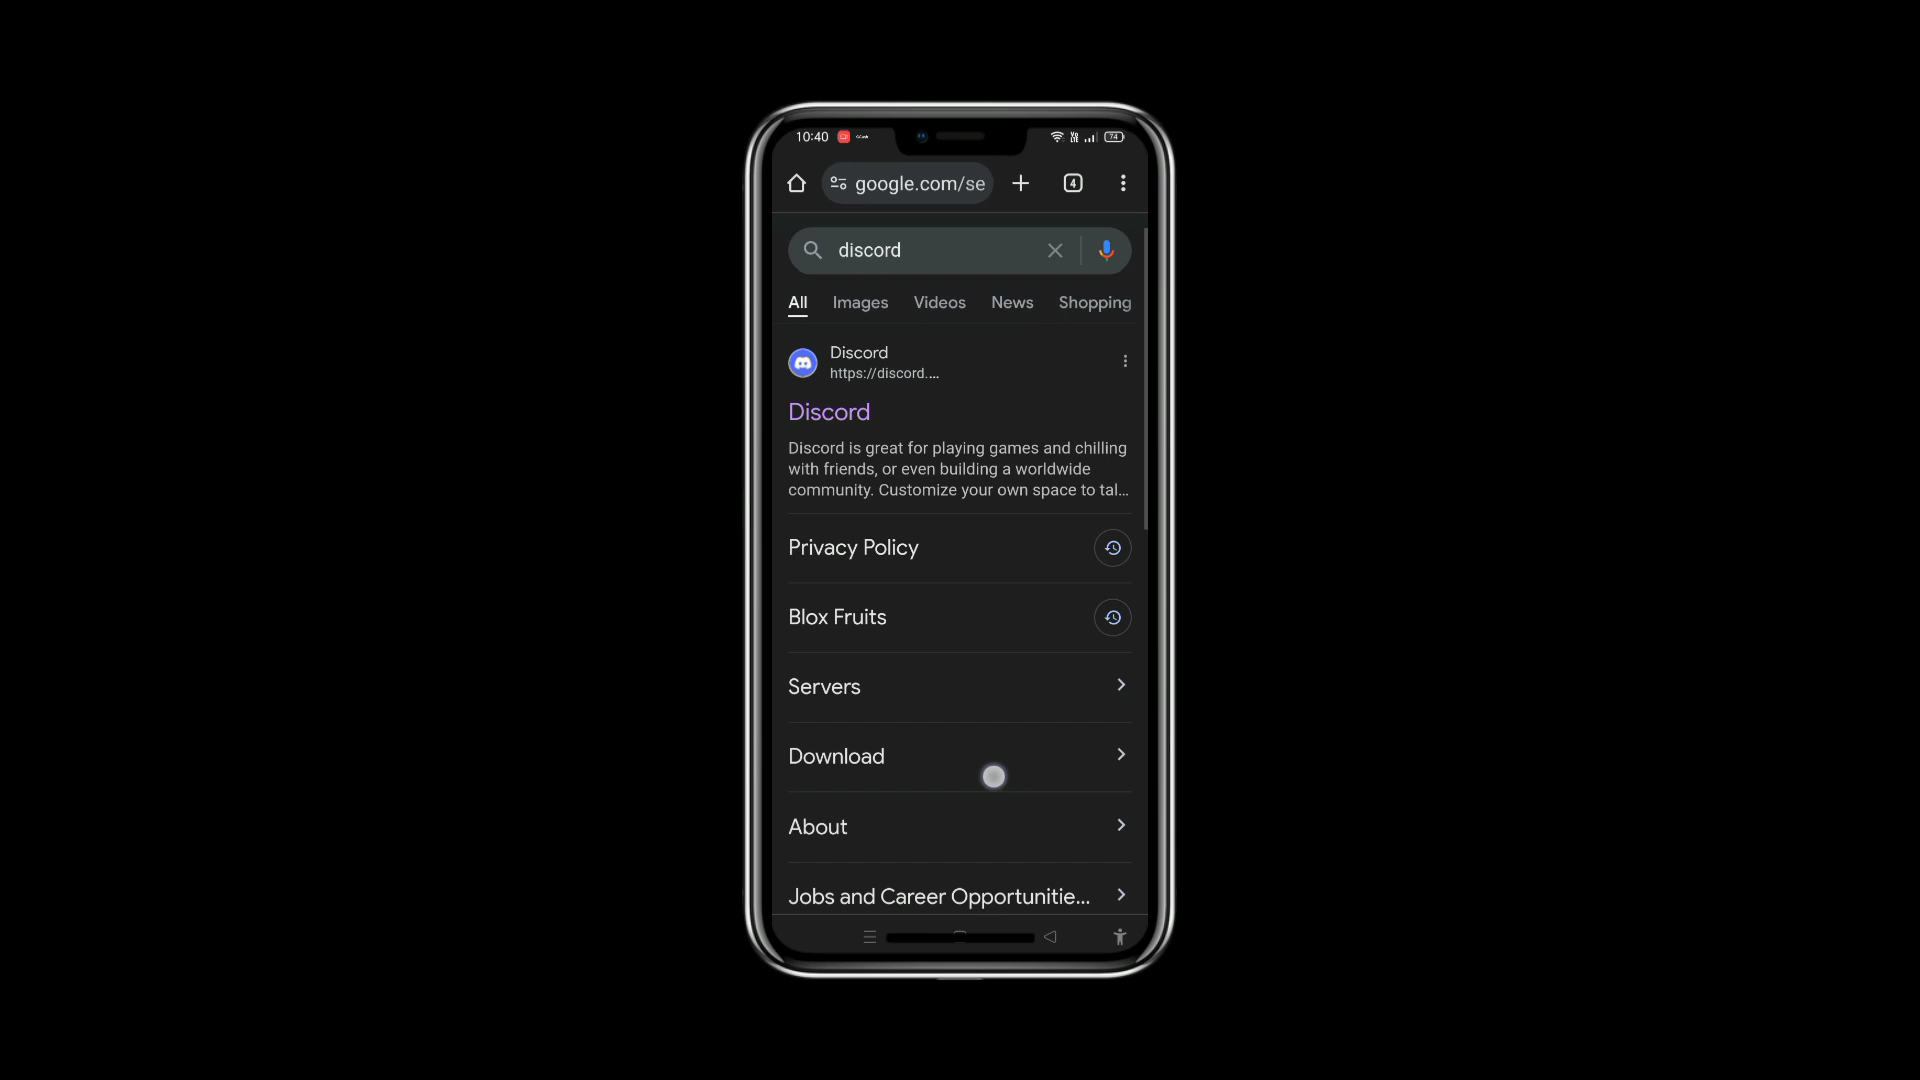 10:40
74
google.com/se
4
discord
All Images Videos News Shopping
Discord
https://discord....
Discord
Discord is great for playing games and chilling
with friends, or even building a worldwide
community. Customize your own space to tal...
Privacy Policy
Blox Fruits
Servers
Download
About
Jobs and Career Opportunitie...